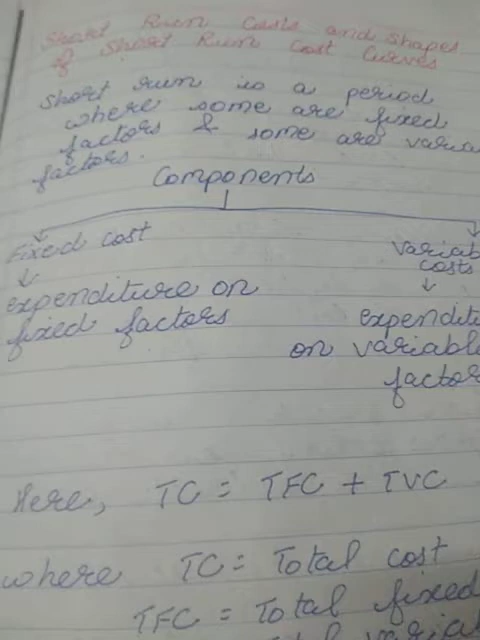 Short Run Costs and Shapes
of Short Run Cost Curves
Short run is a period
where some are fixed
factors & some are varia
factors.
Components
Fixed cost
Variab
costs
expenditure on
fixed factors
expenditu
on variable
factor
Here, TC = TFC + TVC
where TC = Total cost
TFC = Total fixed